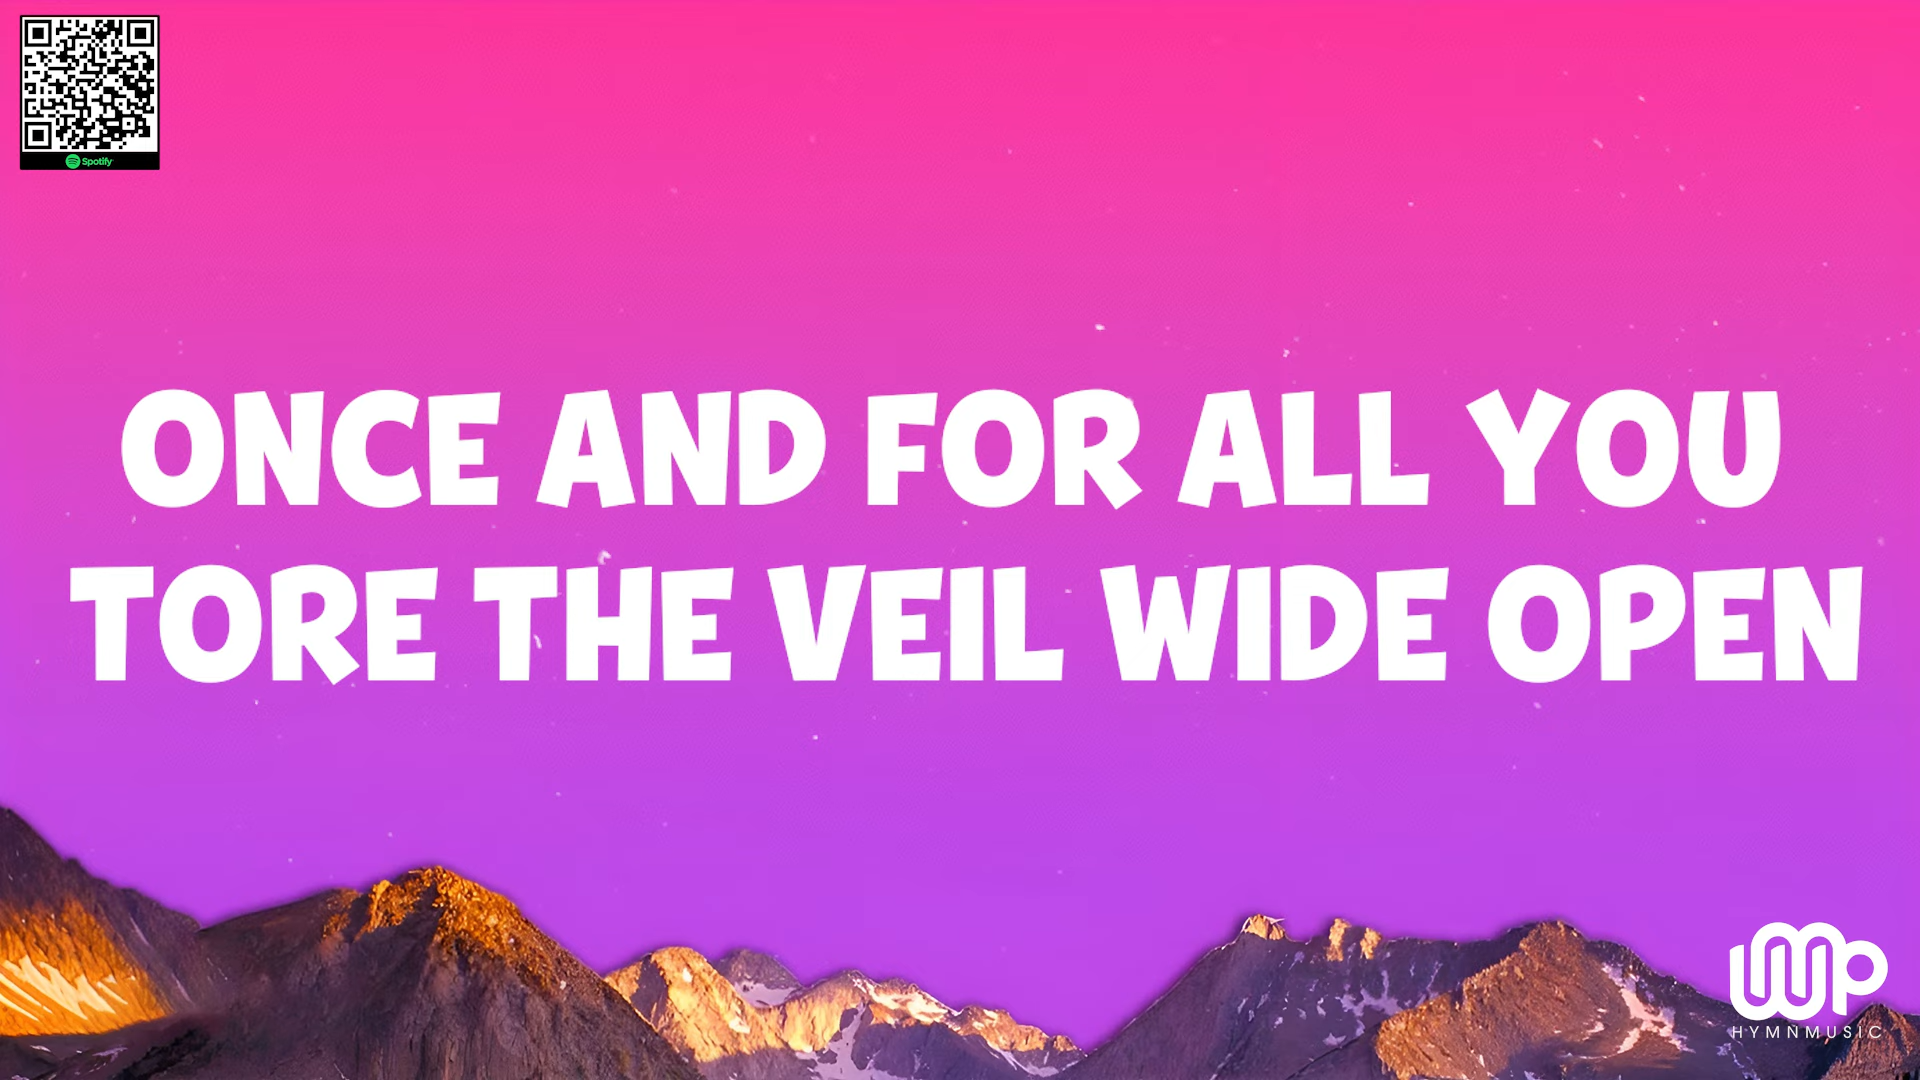 Spotify
ONCE AND FOR ALL YOU
TORE THE VEIL WIDE OPEN
HYMNMUSIC